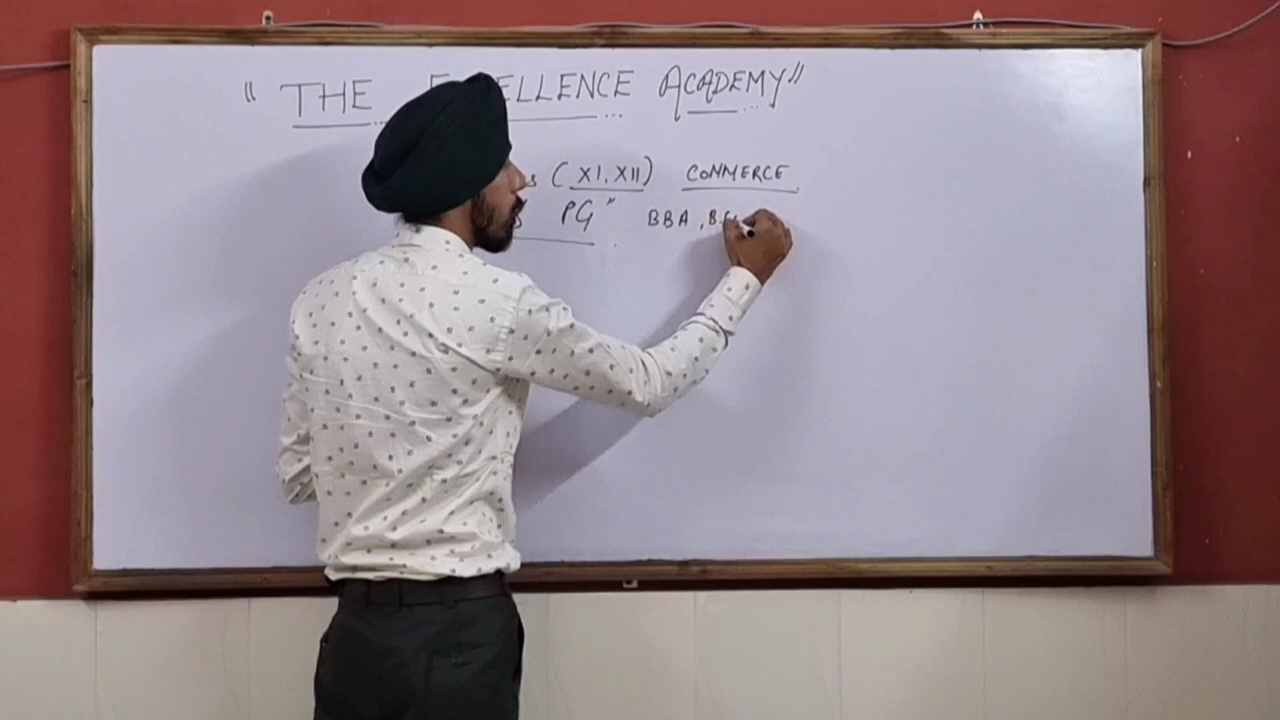 " THE ELLENCE ACADEMY"
( XI, XII) COMMERCE
PG " BBA ,